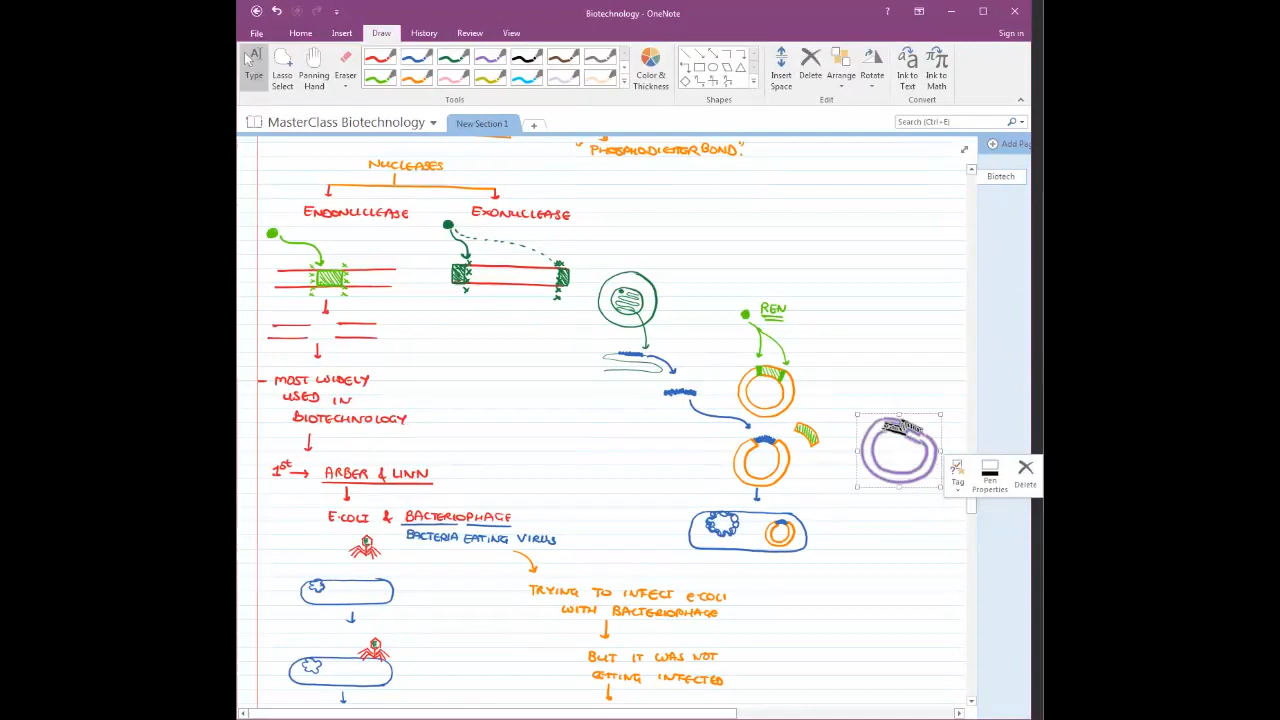 Biotechnology - OneNote
? 
Sign in
File Home Insert Draw History Review View
Type
Lasso Select
Panning Hand
Eraser
Color & Thickness
Insert Space
Delete
Arrange
Rotate
Ink to Text
Ink to Math
Tools
Shapes
Edit
Convert
MasterClass Biotechnology
New Section 1
Search (Ctrl+E)
Add Pag
Biotech
"PHOSPHODIESTER BOND".
NUCLEASES
ENDONUCLEASE
EXONUCLEASE
REN
- MOST WIDELY
USED IN
BIOTECHNOLOGY
1st → ARBER & LINN
E.COLI & BACTERIOPHAGE
BACTERIA EATING VIRUS
TRYING TO INFECT E.COLI
WITH BACTERIOPHAGE
BUT IT WAS NOT
GETTING INFECTED
Tag
Pen Properties
Delete